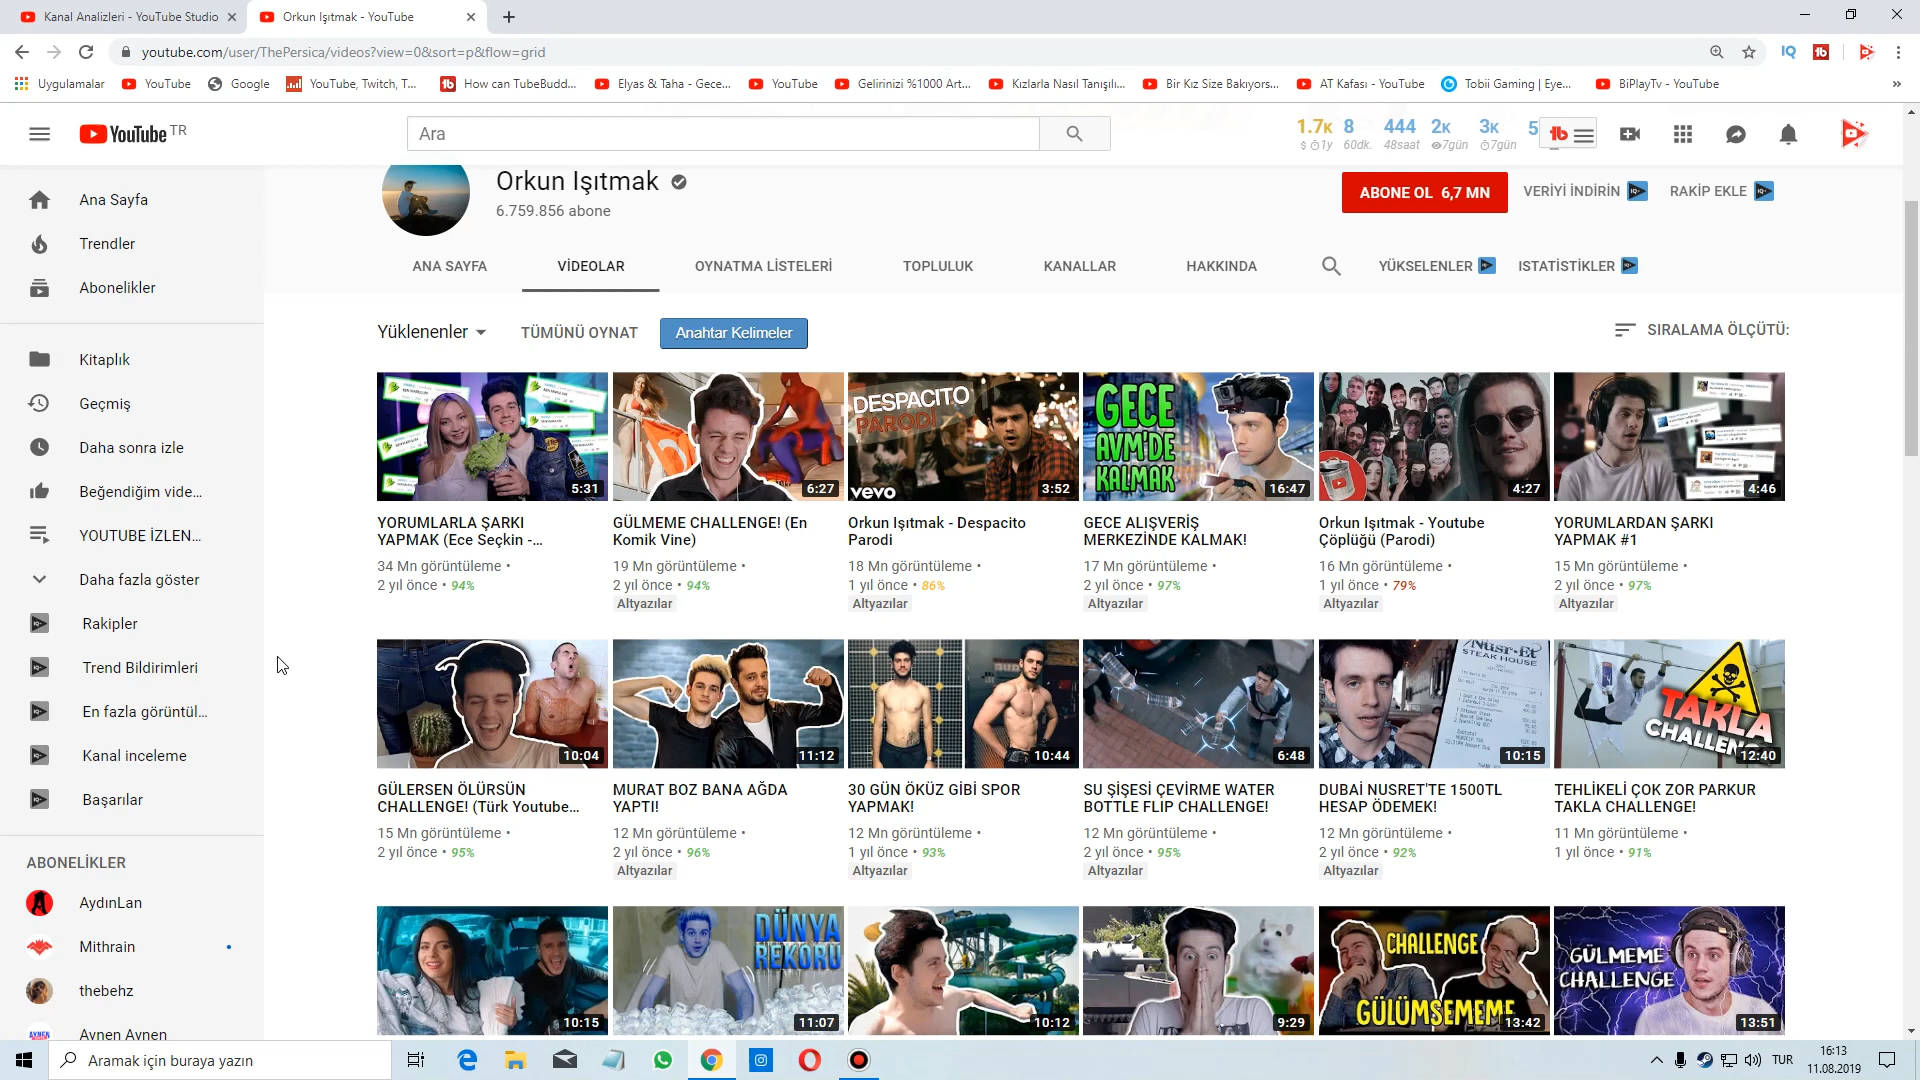 Kanal Analizleri - YouTube Studio
Orkun Işıtmak - YouTube
youtube.com/user/ThePersica/videos?view=0&sort=p&flow=grid
Uygulamalar
YouTube
Google
YouTube, Twitch, T...
How can TubeBudd...
Elyas & Taha - Gece...
YouTube
Gelirinizi %1000 Art...
Kızlarla Nasıl Tanışılı...
Bir Kız Size Bakıyors...
AT Kafası - YouTube
Tobii Gaming | Eye...
BiPlayTv - YouTube
YouTube TR
Ara
1.7K 8 444 2K 3K 5
1y 60dk. 48saat 7gün 7gün
Ana Sayfa
Trendler
Abonelikler
Kitaplık
Geçmiş
Daha sonra izle
Beğendiğim vide...
YOUTUBE İZLEN...
Daha fazla göster
Rakipler
Trend Bildirimleri
En fazla görüntül...
Kanal inceleme
Başarılar
ABONELİKLER
AydınLan
Mithrain
thebehz
Aynen Aynen
Orkun Işıtmak
6.759.856 abone
ABONE OL 6,7 MN
VERİYİ İNDİRİN
RAKİP EKLE
ANA SAYFA
VİDEOLAR
OYNATMA LİSTELERİ
TOPLULUK
KANALLAR
HAKKINDA
YÜKSELENLER
ISTATİSTİKLER
Yüklenenler
TÜMÜNÜ OYNAT
Anahtar Kelimeler
SIRALAMA ÖLÇÜTÜ:
5:31
YORUMLARLA ŞARKI
YAPMAK (Ece Seçkin -...
34 Mn görüntüleme •
2 yıl önce • 94%
6:27
GÜLMEME CHALLENGE! (En
Komik Vine)
19 Mn görüntüleme •
2 yıl önce • 94%
Altyazılar
DESPACITO
PARODİ
vevo
3:52
Orkun Işıtmak - Despacito
Parodi
18 Mn görüntüleme •
1 yıl önce • 86%
Altyazılar
GECE
AVM'DE
KALMAK
16:47
GECE ALIŞVERİŞ
MERKEZİNDE KALMAK!
17 Mn görüntüleme •
2 yıl önce • 97%
Altyazılar
4:27
Orkun Işıtmak - Youtube
Çöplüğü (Parodi)
16 Mn görüntüleme •
1 yıl önce • 79%
Altyazılar
4:46
YORUMLARDAN ŞARKI
YAPMAK #1
15 Mn görüntüleme •
2 yıl önce • 97%
Altyazılar
10:04
GÜLERSEN ÖLÜRSÜN
CHALLENGE! (Türk Youtube...
15 Mn görüntüleme •
2 yıl önce • 95%
11:12
MURAT BOZ BANA AĞDA
YAPTI!
12 Mn görüntüleme •
2 yıl önce • 96%
Altyazılar
10:44
30 GÜN ÖKÜZ GİBİ SPOR
YAPMAK!
12 Mn görüntüleme •
1 yıl önce • 93%
Altyazılar
6:48
SU ŞİŞESİ ÇEVİRME WATER
BOTTLE FLIP CHALLENGE!
12 Mn görüntüleme •
2 yıl önce • 95%
Altyazılar
Nusr-Et
STEAK HOUSE
10:15
DUBAİ NUSRET'TE 1500TL
HESAP ÖDEMEK!
12 Mn görüntüleme •
2 yıl önce • 92%
Altyazılar
TAKLA
CHALLENGE
12:40
TEHLİKELİ ÇOK ZOR PARKUR
TAKLA CHALLENGE!
11 Mn görüntüleme •
1 yıl önce • 91%
10:15
DÜNYA
REKORU
11:07
10:12
9:29
CHALLENGE
GÜLÜMSEMEME
13:42
GÜLMEME
CHALLENGE
13:51
Aramak için buraya yazın
TUR
16:13
11.08.2019